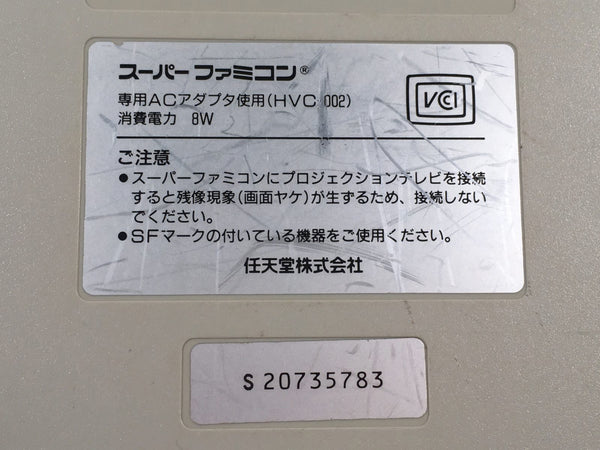 スーパーファミコン®
専用ACアダプタ使用(HVC 002)
消費電力 8W
VCI
ご注意
●スーパーファミコンにプロジェクションテレビを接続
すると残像現象(画面ヤケ)が生ずるため、接続しない
でください。
●SFマークの付いている機器をご使用ください。
任天堂株式会社
S 20735783